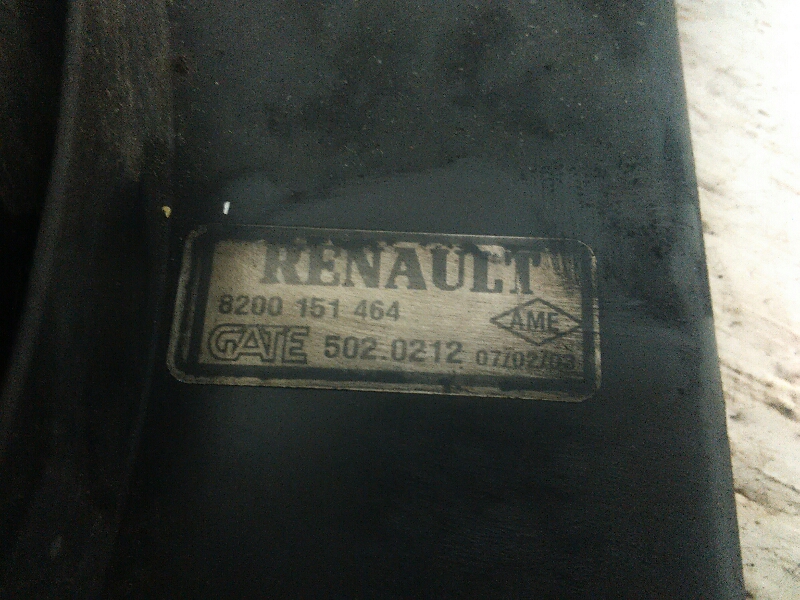 RENAULT
8200 151 464
AME
GATE 502.0212 07/02/03